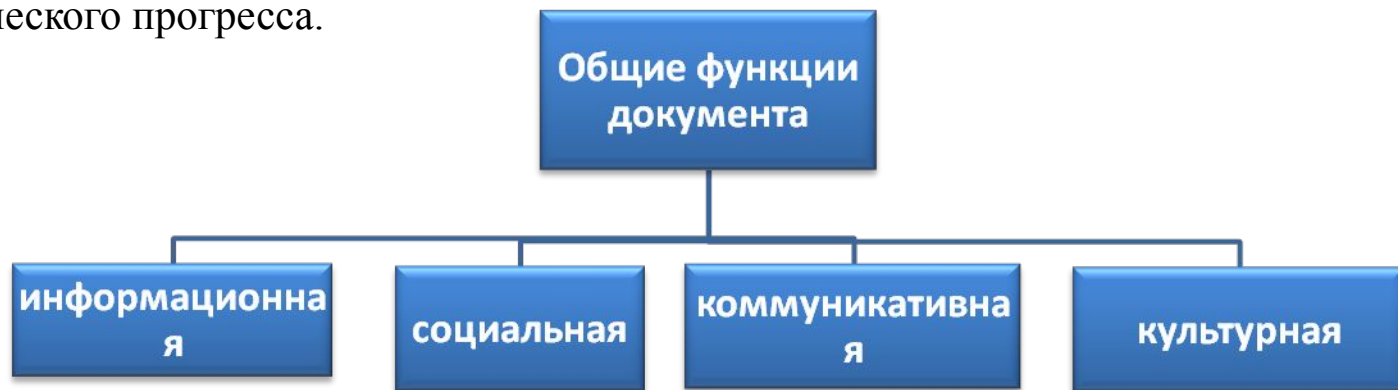 ческого прогресса.
Общие функции
документа
информационна
я
социальная
коммуникативна
я
культурная